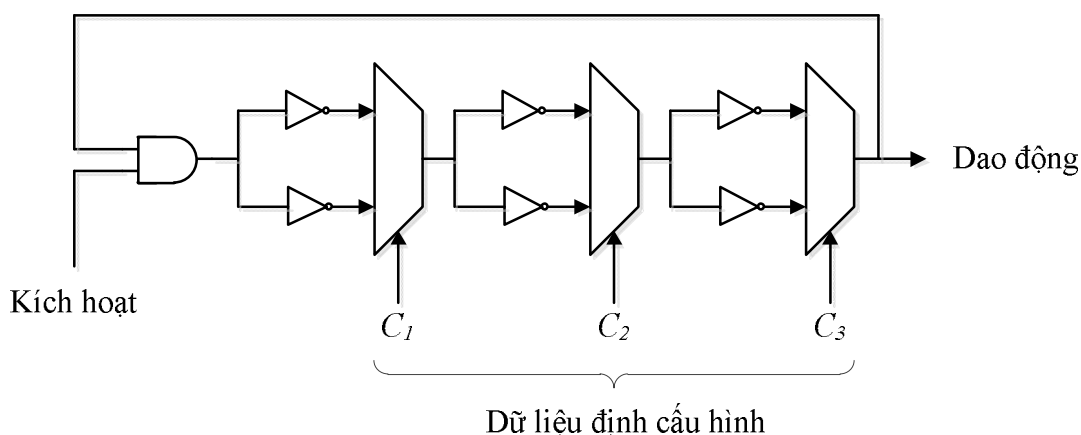 Dao động
Kích hoạt
C1
C2
C3
Dữ liệu định cấu hình